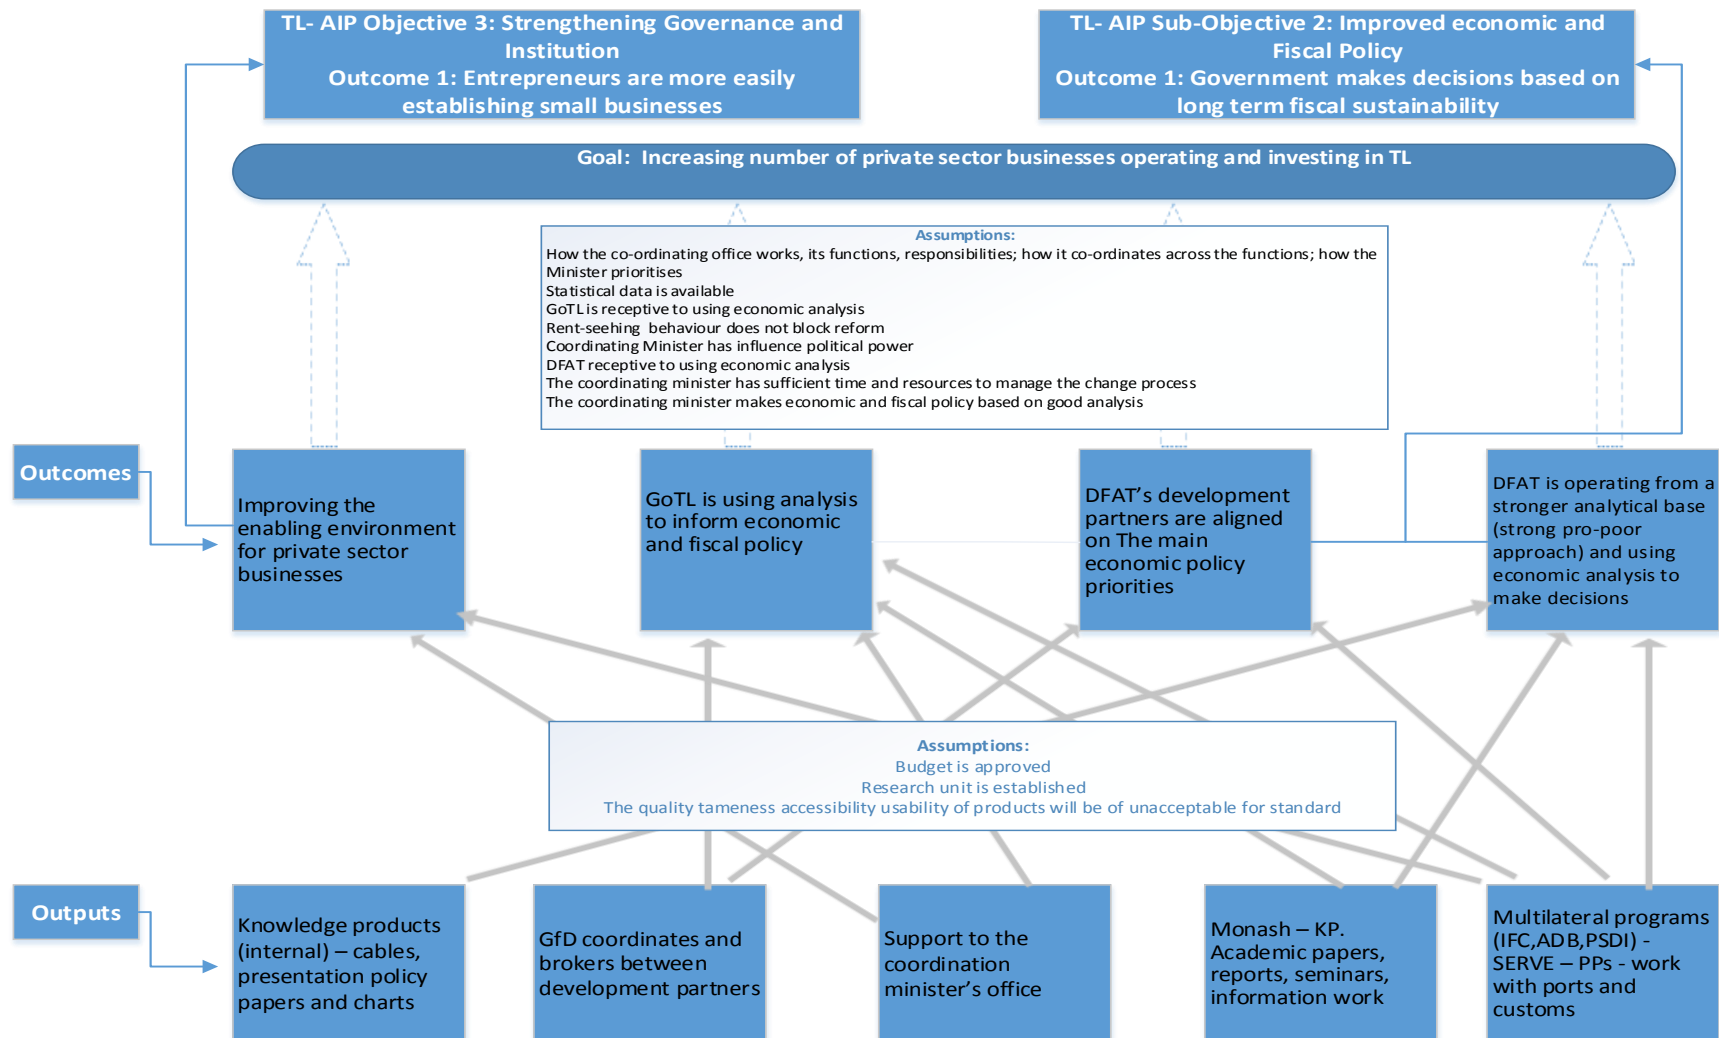 TL- AIP Objective 3: Strengthening Governance and
Institution
Outcome 1: Entrepreneurs are more easily
establishing small businesses
TL- AIP Sub-Objective 2: Improved economic and
Fiscal Policy
Outcome 1: Government makes decisions based on
long term fiscal sustainability
Goal: Increasing number of private sector businesses operating and investing in TL
Assumptions:
How the co-ordinating office works, its functions, responsibilities; how it co-ordinates across the functions; how the
Minister prioritises
Statistical data is available
GoTL is receptive to using economic analysis
Rent-seehing behaviour does not block reform
Coordinating Minister has influence political power
DFAT receptive to using economic analysis
The coordinating minister has sufficient time and resources to manage the change process
The coordinating minister makes economic and fiscal policy based on good analysis
Outcomes
Improving the
enabling environment
for private sector
businesses
GoTL is using analysis
to inform economic
and fiscal policy
DFAT's development
partners are aligned
on The main
economic policy
priorities
DFAT is operating from a
stronger analytical base
(strong pro-poor
approach) and using
economic analysis to
make decisions
Assumptions:
Budget is approved
Research unit is established
The quality tameness accessibility usability of products will be of unacceptable for standard
Outputs
Knowledge products
(internal) – cables,
presentation policy
papers and charts
GfD coordinates and
brokers between
development partners
Support to the
coordination
minister's office
Monash – KP.
Academic papers,
reports, seminars,
information work
Multilateral programs
(IFC,ADB,PSDI) -
SERVE – PPs - work
with ports and
customs